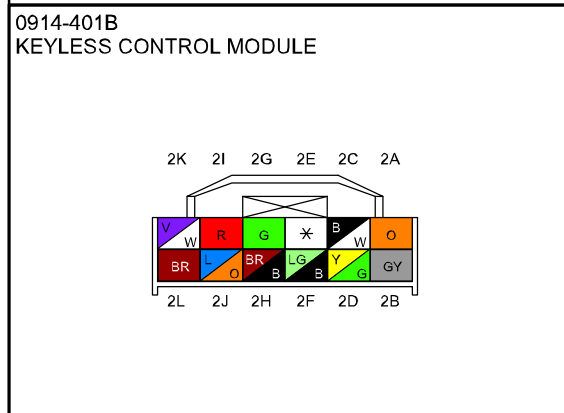 0914-401B
KEYLESS CONTROL MODULE
2K 2I 2G 2E 2C 2A
V W R G * B W O
BR L O BR B LG B Y G GY
2L 2J 2H 2F 2D 2B